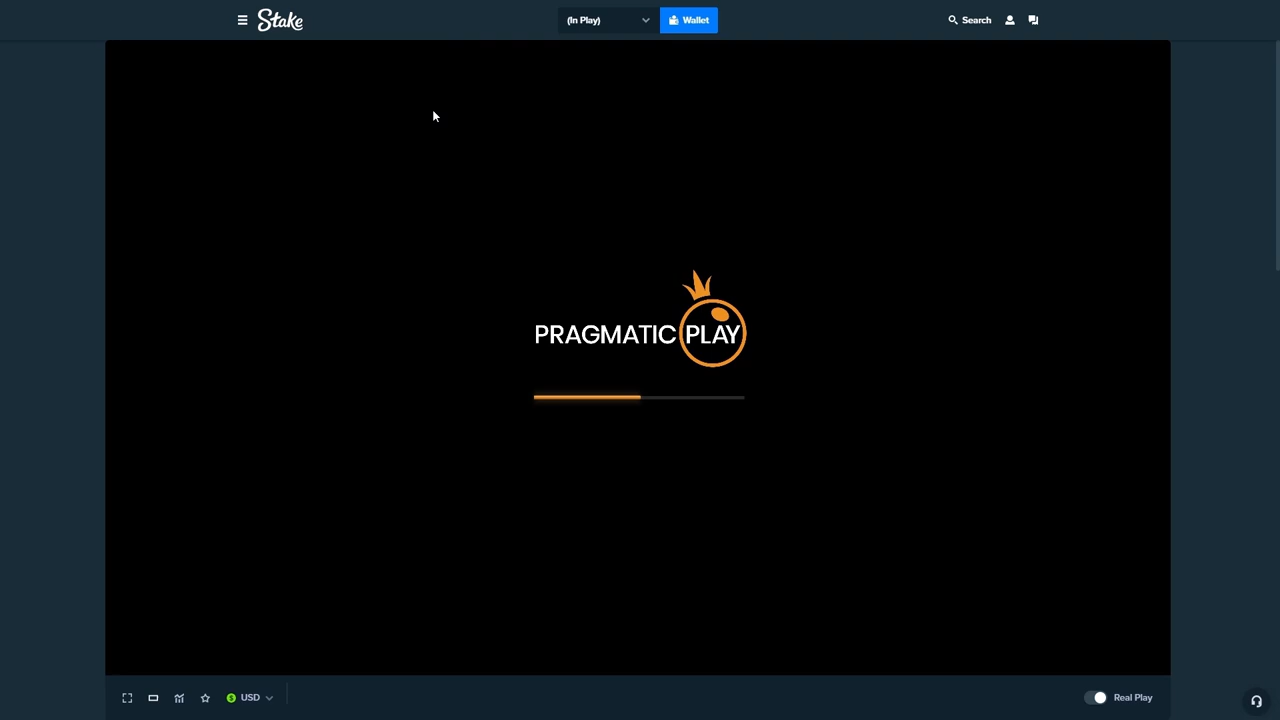 Stake
(In Play)
Wallet
Search
PRAGMATIC PLAY
USD
Real Play